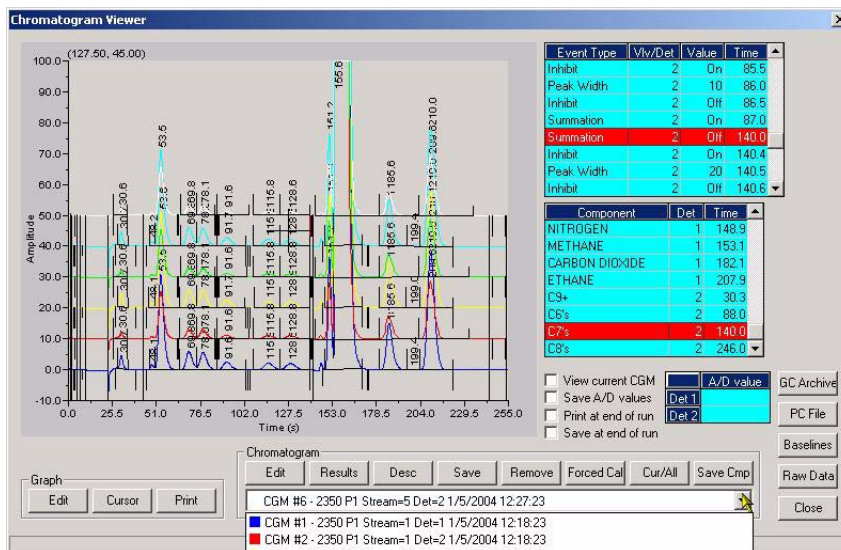 Chromatogram Viewer
(127.50, 45.00)
100.0
90.0
80.0
70.0
60.0
50.0
40.0
30.0
20.0
10.0
0.0
-10.0
Amplitude
0.0 25.5 51.0 76.5 102.0 127.5 153.0 178.5 204.0 229.5 255.0
Time (s)
53.5
151.2
155.6
185.6
91.6
199.4
Event Type Vlv/Det Value Time
Inhibit 2 On 85.5
Peak Width 2 10 86.0
Inhibit 2 Off 86.5
Summation 2 On 87.0
Summation 2 Off 140.0
Inhibit 2 On 140.4
Peak Width 2 20 140.5
Inhibit 2 Off 140.6
Component Det Time
NITROGEN 1 148.9
METHANE 1 153.1
CARBON DIOXIDE 1 182.1
ETHANE 1 207.9
C9+ 2 30.3
C6's 2 88.0
C7's 2 140.0
C8's 2 246.0
View current CGM
Save A/D values
Print at end of run
Save at end of run
A/D value
Det 1
Det 2
GC Archive
PC File
Baselines
Raw Data
Close
Graph
Edit Cursor Print
Chromatogram
Edit Results Desc Save Remove Forced Cal Cur/All Save Cmp
CGM #6 - 2350 P1 Stream=5 Det=2 1/5/2004 12:27:23
CGM #1 - 2350 P1 Stream=1 Det=1 1/5/2004 12:18:23
CGM #2 - 2350 P1 Stream=1 Det=2 1/5/2004 12:18:23